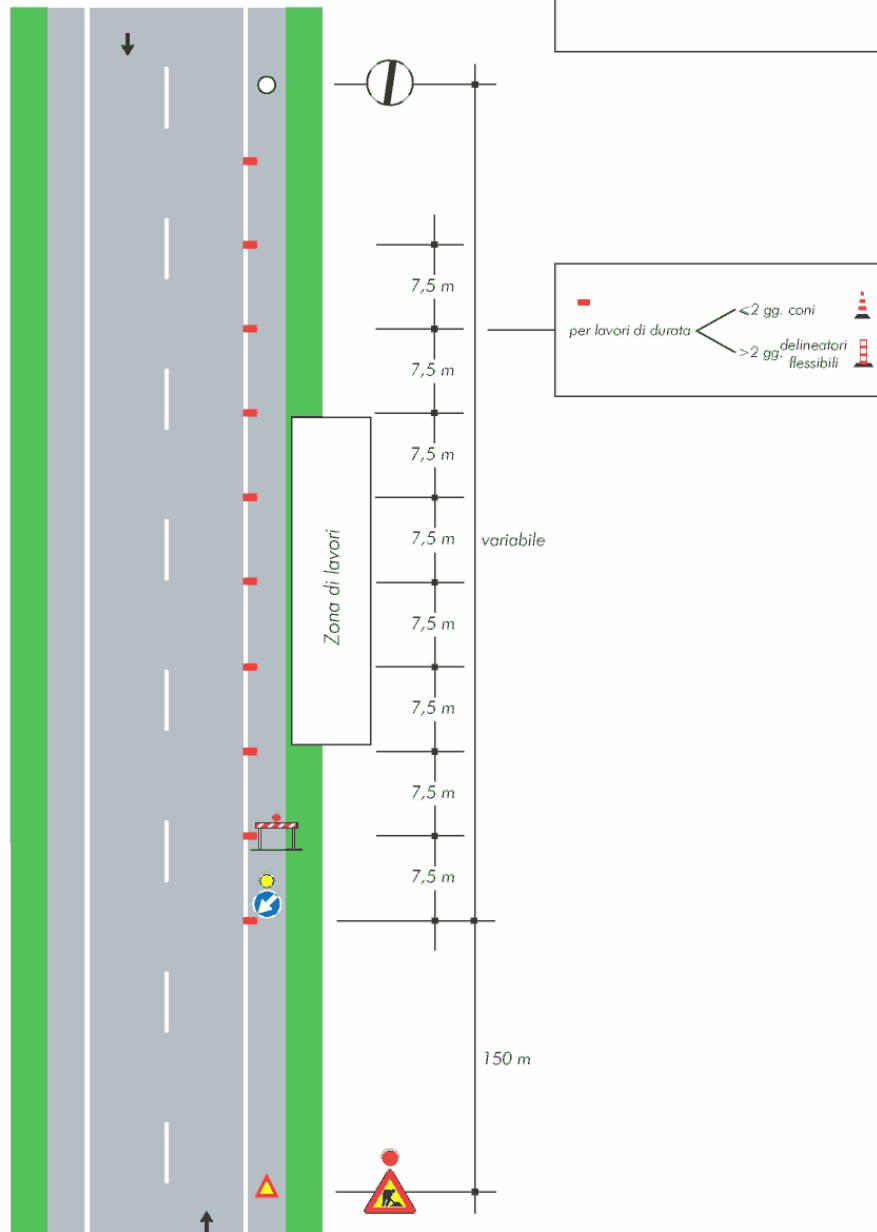 7,5 m
7,5 m
<2 gg. coni
per lavori di durata
>2 gg. delineatori
flessibili
7,5 m
7,5 m
variabile
Zona di lavori
7,5 m
7,5 m
7,5 m
7,5 m
150 m